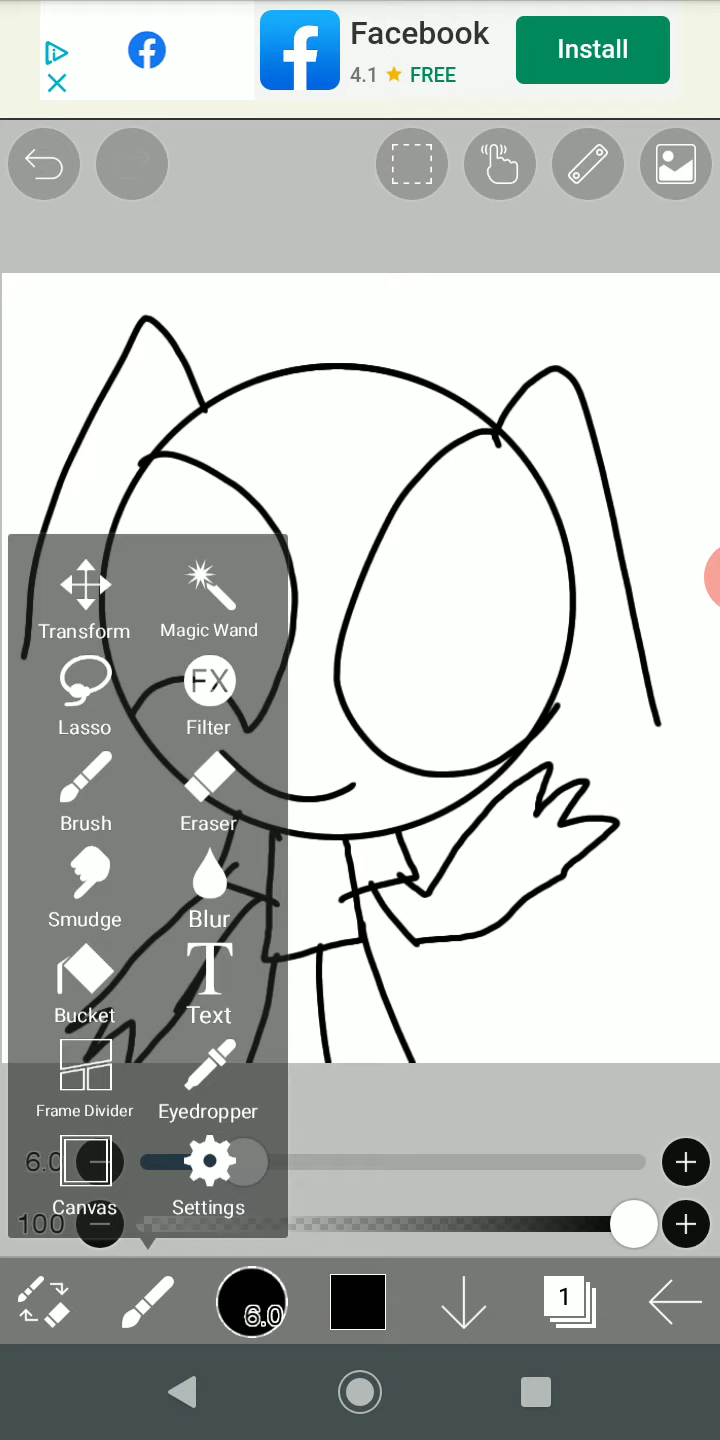 Facebook
4.1 FREE
Install
Transform
Magic Wand
Lasso
FX
Filter
Brush
Eraser
Smudge
Blur
Bucket
T
Text
Frame Divider
Eyedropper
Canvas
Settings
6.0
100
6.0
1